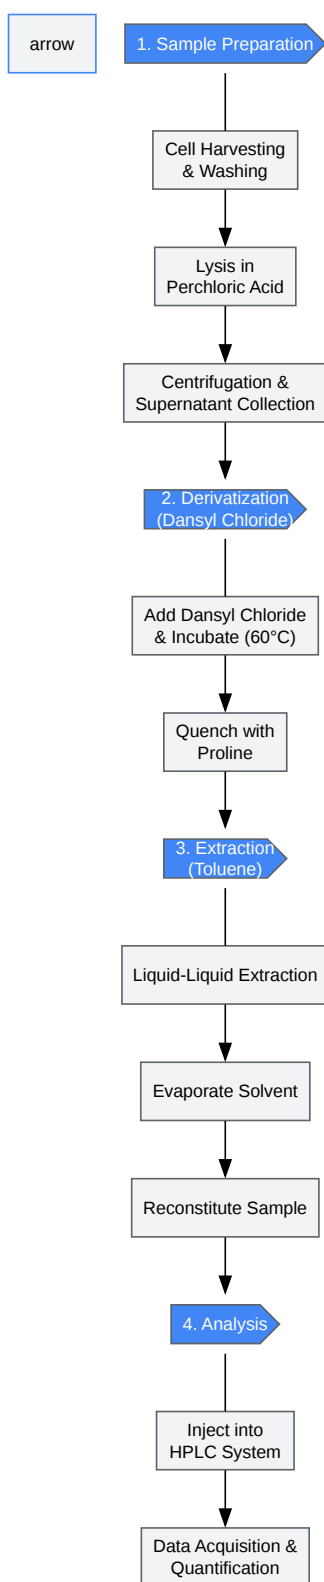 arrow
1. Sample Preparation
Cell Harvesting
& Washing
Lysis in
Perchloric Acid
Centrifugation &
Supernatant Collection
2. Derivatization
(Dansyl Chloride)
Add Dansyl Chloride
& Incubate (60°C)
Quench with
Proline
3. Extraction
(Toluene)
Liquid-Liquid Extraction
Evaporate Solvent
Reconstitute Sample
4. Analysis
Inject into
HPLC System
Data Acquisition &
Quantification